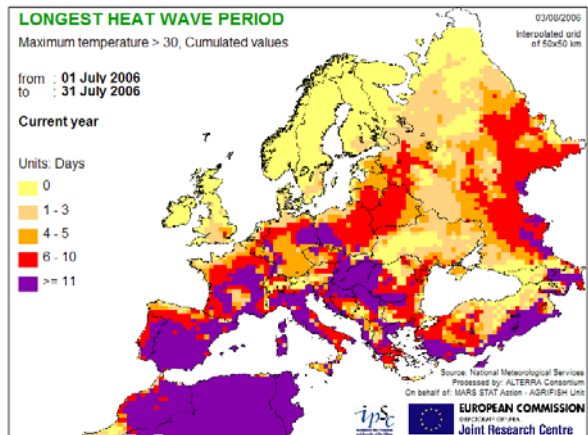 LONGEST HEAT WAVE PERIOD
03/08/2006
Maximum temperature > 30, Cumulated values
Interpolated grid
of 50x50 km
from : 01 July 2006
to : 31 July 2006
Current year
Units: Days
0
1 - 3
4 - 5
6 - 10
>= 11
Source: National Meteorological Services
Processed by: ALTERRA Consortium
On behalf of: MARS STAT Action - AGRIFISH Unit
ipsc
EUROPEAN COMMISSION
Joint Research Centre